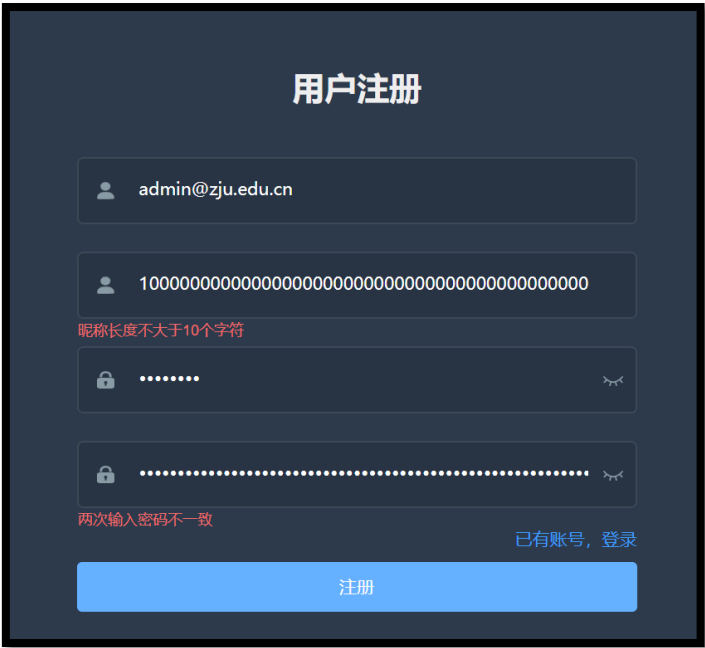 用户注册
admin@zju.edu.cn
昵称长度不大于10个字符
两次输入密码不一致
已有账号，登录
注册